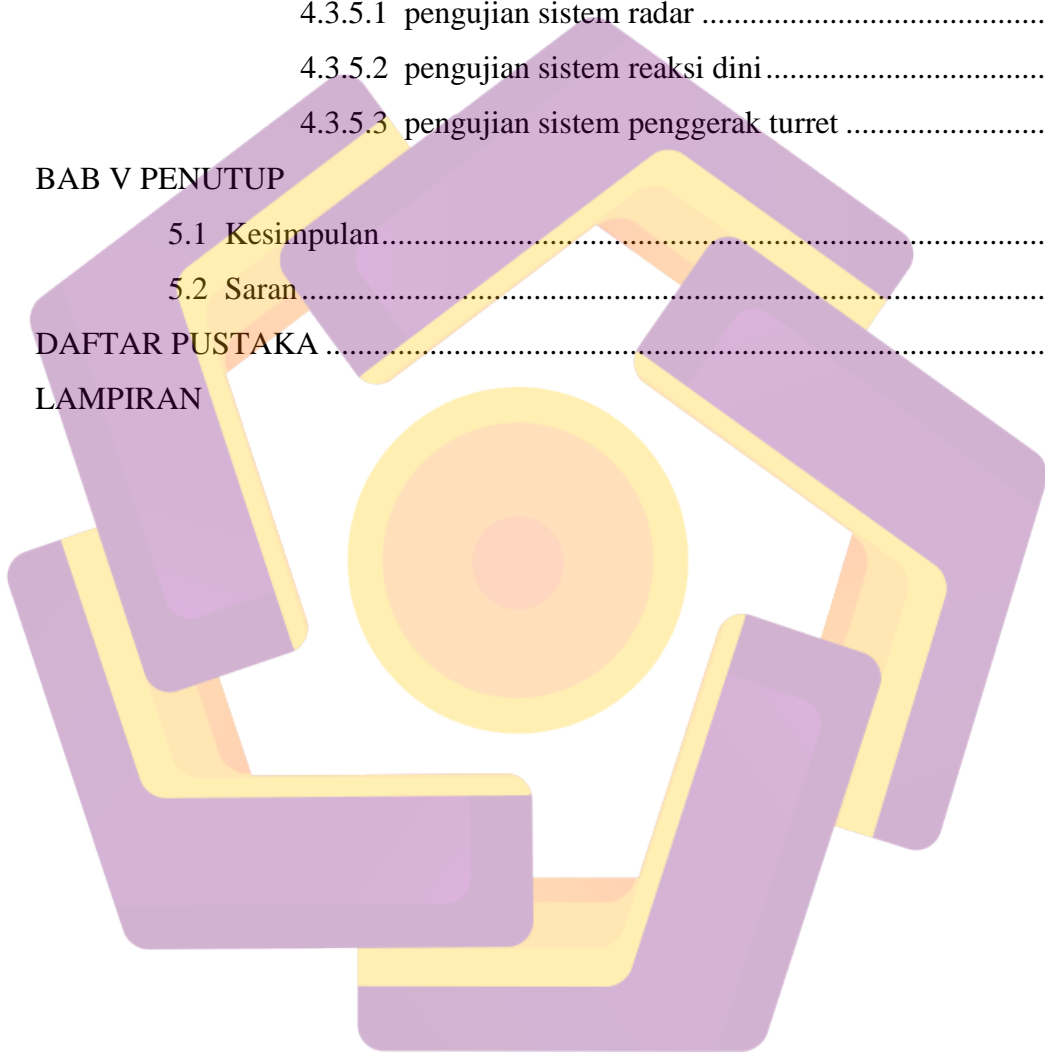 4.3.5.1 pengujian sistem radar ........................................
4.3.5.2 pengujian sistem reaksi dini ................................
4.3.5.3 pengujian sistem penggerak turret .......................
BAB V PENUTUP
5.1 Kesimpulan ..................................................................................
5.2 Saran ...........................................................................................
DAFTAR PUSTAKA ........................................................................................
LAMPIRAN